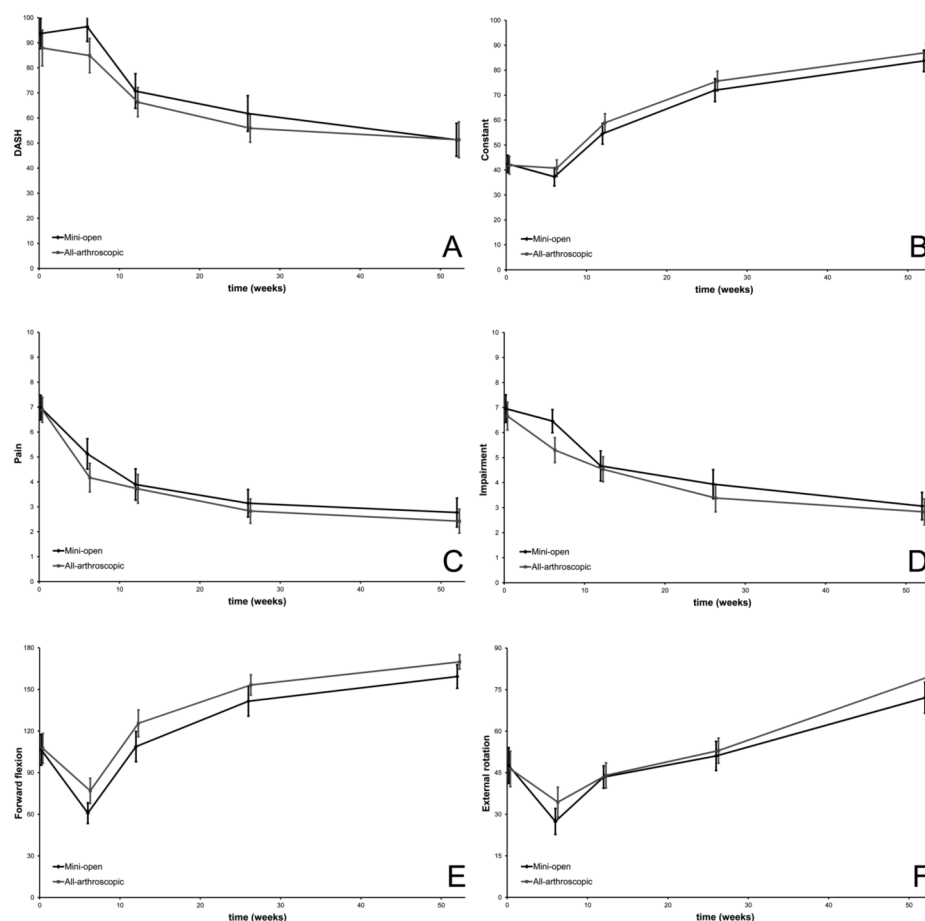 DASH
100
90
80
70
60
50
40
30
20
10
0
0 10 20 30 40 50
time (weeks)
Mini-open
All-arthroscopic
A
Constant
100
90
80
70
60
50
40
30
20
10
0
0 10 20 30 40 50
time (weeks)
Mini-open
All-arthroscopic
B
Pain
10
9
8
7
6
5
4
3
2
1
0
0 10 20 30 40 50
time (weeks)
Mini-open
All-arthroscopic
C
Impairment
10
9
8
7
6
5
4
3
2
1
0
0 10 20 30 40 50
time (weeks)
Mini-open
All-arthroscopic
D
Forward flexion
180
150
120
90
60
30
0
0 10 20 30 40 50
time (weeks)
Mini-open
All-arthroscopic
E
External rotation
90
75
60
45
30
15
0
0 10 20 30 40 50
time (weeks)
Mini-open
All-arthroscopic
F